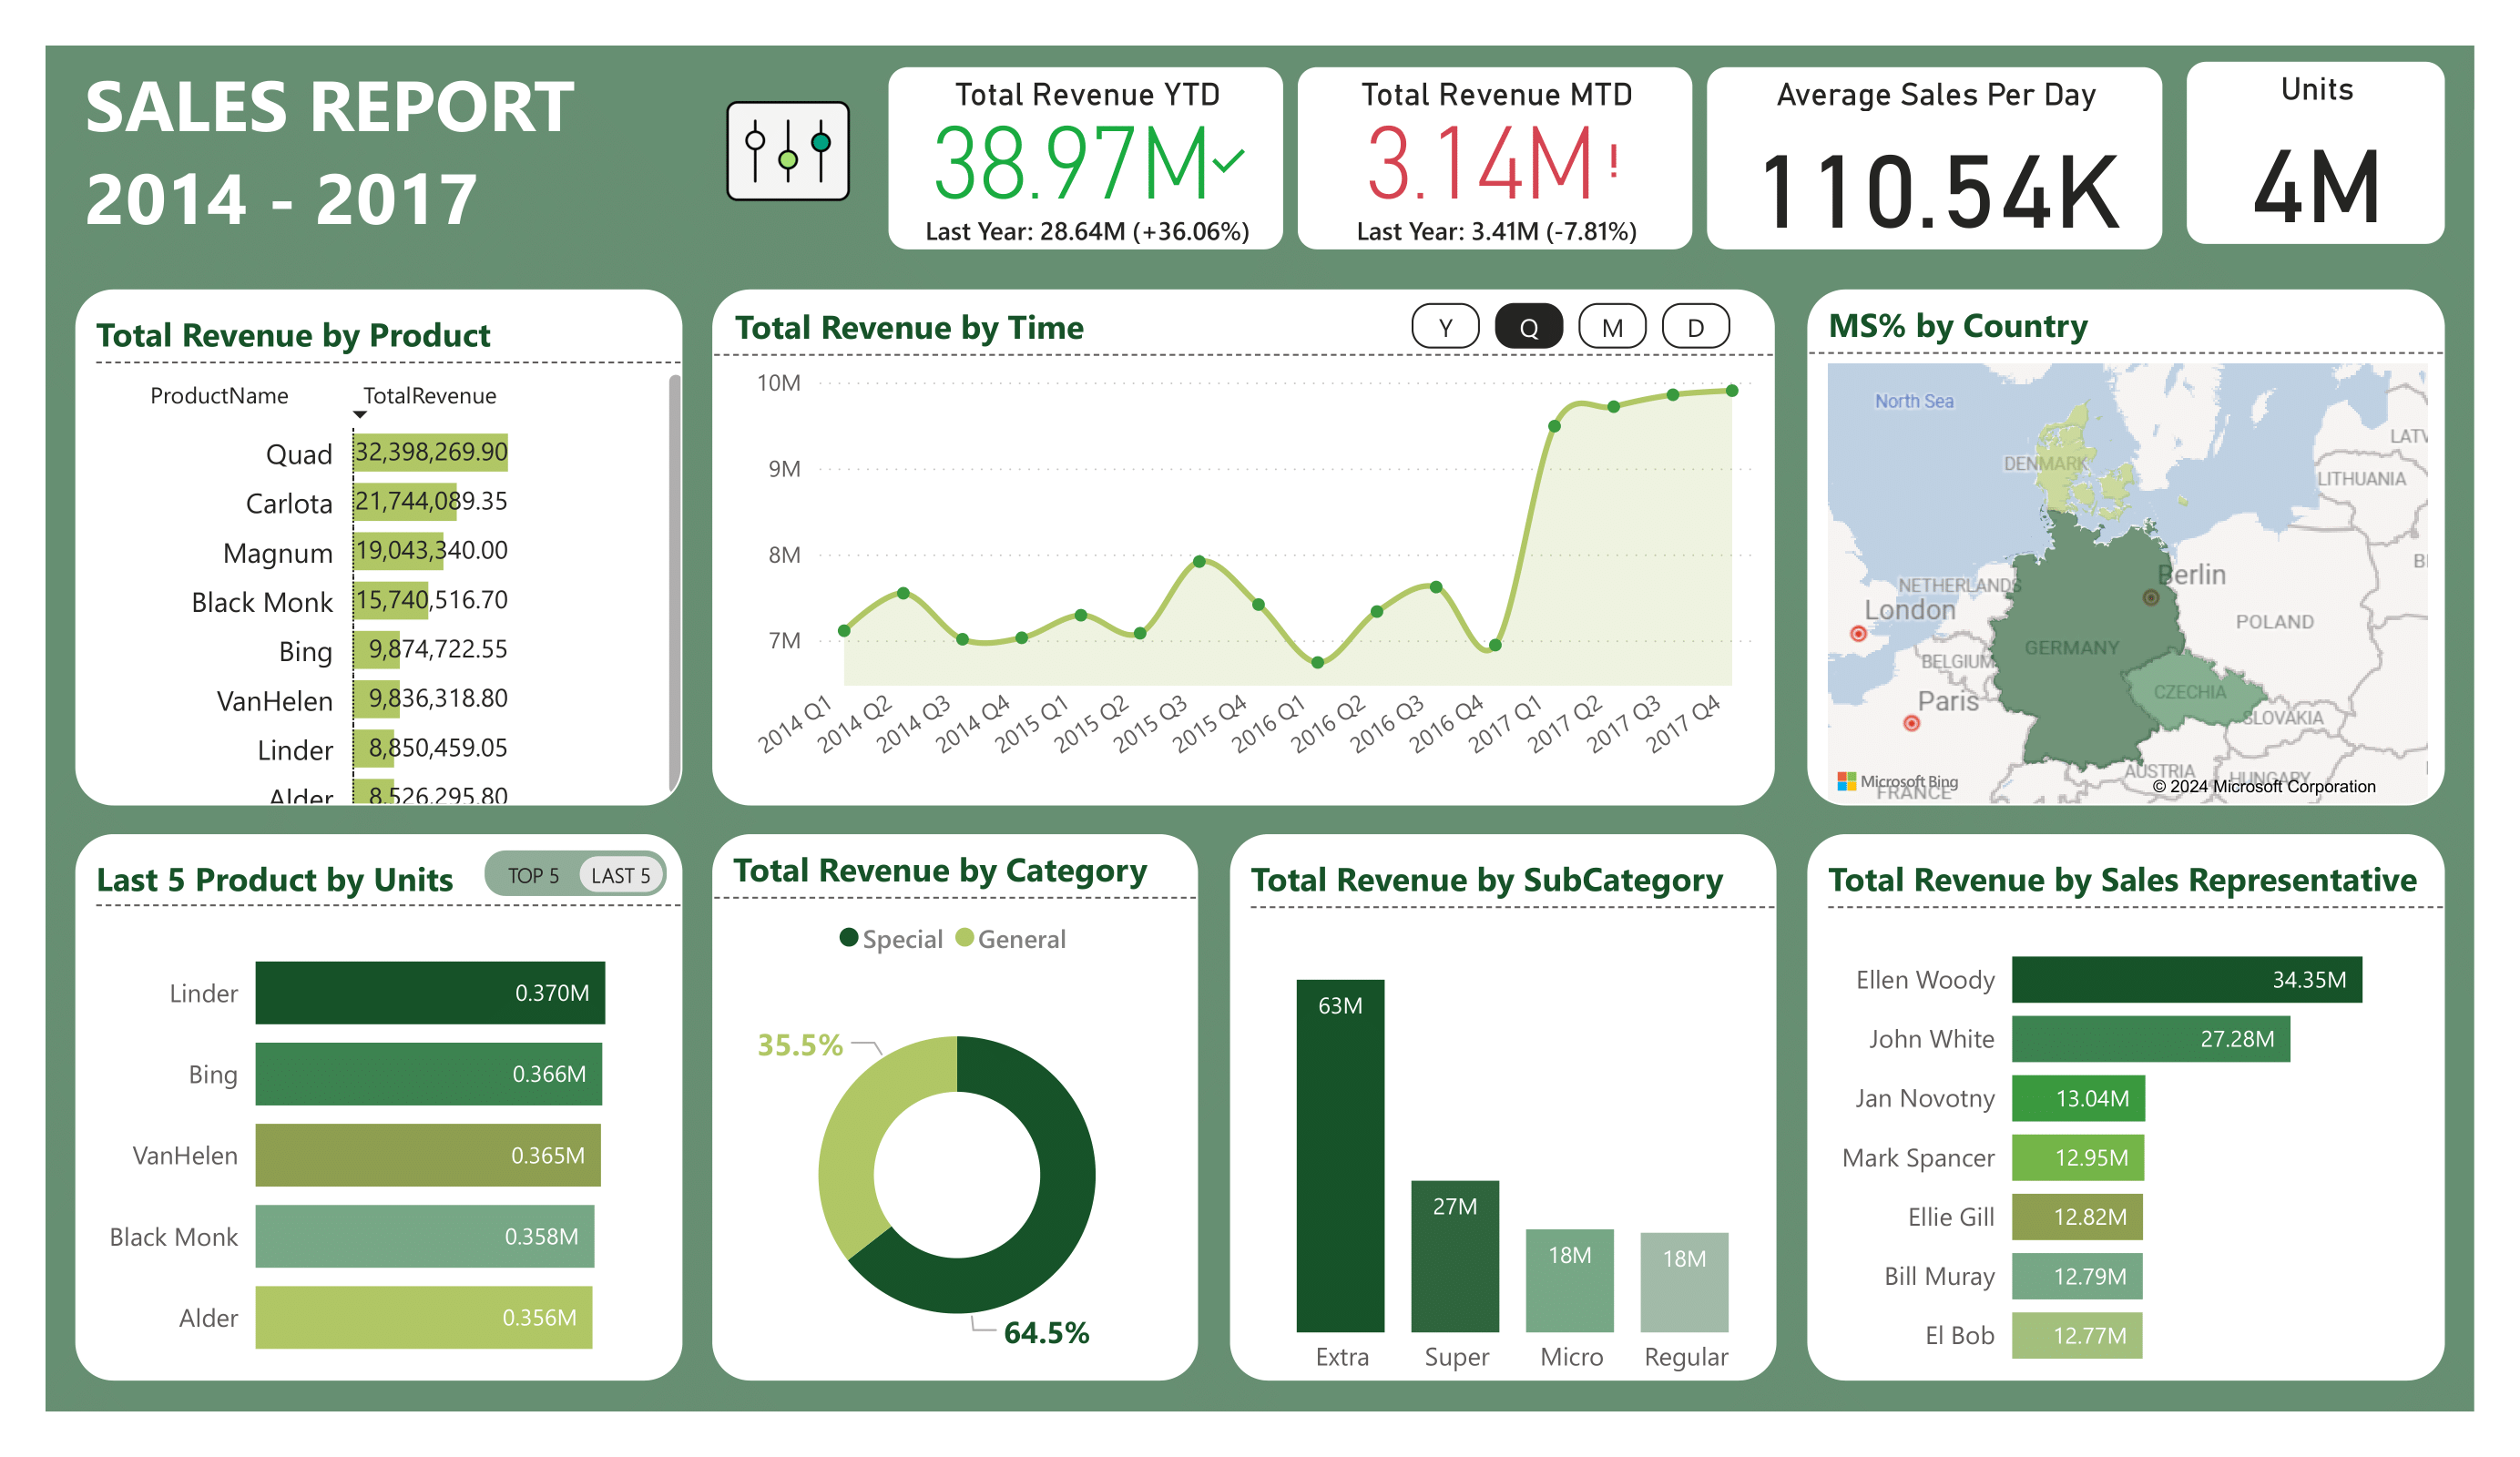 SALES REPORT
2014 - 2017
Total Revenue YTD
38.97M
Last Year: 28.64M (+36.06%)
Total Revenue MTD
3.14M!
Last Year: 3.41M (-7.81%)
Average Sales Per Day
110.54K
Units
4M
Total Revenue by Product
ProductName TotalRevenue
Quad 32,398,269.90
Carlota 21,744,089.35
Magnum 19,043,340.00
Black Monk 15,740,516.70
Bing 9,874,722.55
VanHelen 9,836,318.80
Linder 8,850,459.05
Alder 8,526,295.80
Total Revenue by Time
Y Q M D
10M
9M
8M
7M
2014 Q1 2014 Q2 2014 Q3 2014 Q4 2015 Q1 2015 Q2 2015 Q3 2015 Q4 2016 Q1 2016 Q2 2016 Q3 2016 Q4 2017 Q1 2017 Q2 2017 Q3 2017 Q4
MS% by Country
North Sea
LATV
DENMARK
LITHUANIA
B
NETHERLANDS
Berlin
London
POLAND
GERMANY
BELGIUM
CZECHIA
Paris
SLOVAKIA
AUSTRIA
HUNGARY
Microsoft Bing
FRANCE
© 2024 Microsoft Corporation
Last 5 Product by Units
TOP 5 LAST 5
Linder 0.370M
Bing 0.366M
VanHelen 0.365M
Black Monk 0.358M
Alder 0.356M
Total Revenue by Category
Special General
35.5%
64.5%
Total Revenue by SubCategory
63M
27M
18M
18M
Extra Super Micro Regular
Total Revenue by Sales Representative
Ellen Woody 34.35M
John White 27.28M
Jan Novotny 13.04M
Mark Spancer 12.95M
Ellie Gill 12.82M
Bill Muray 12.79M
El Bob 12.77M